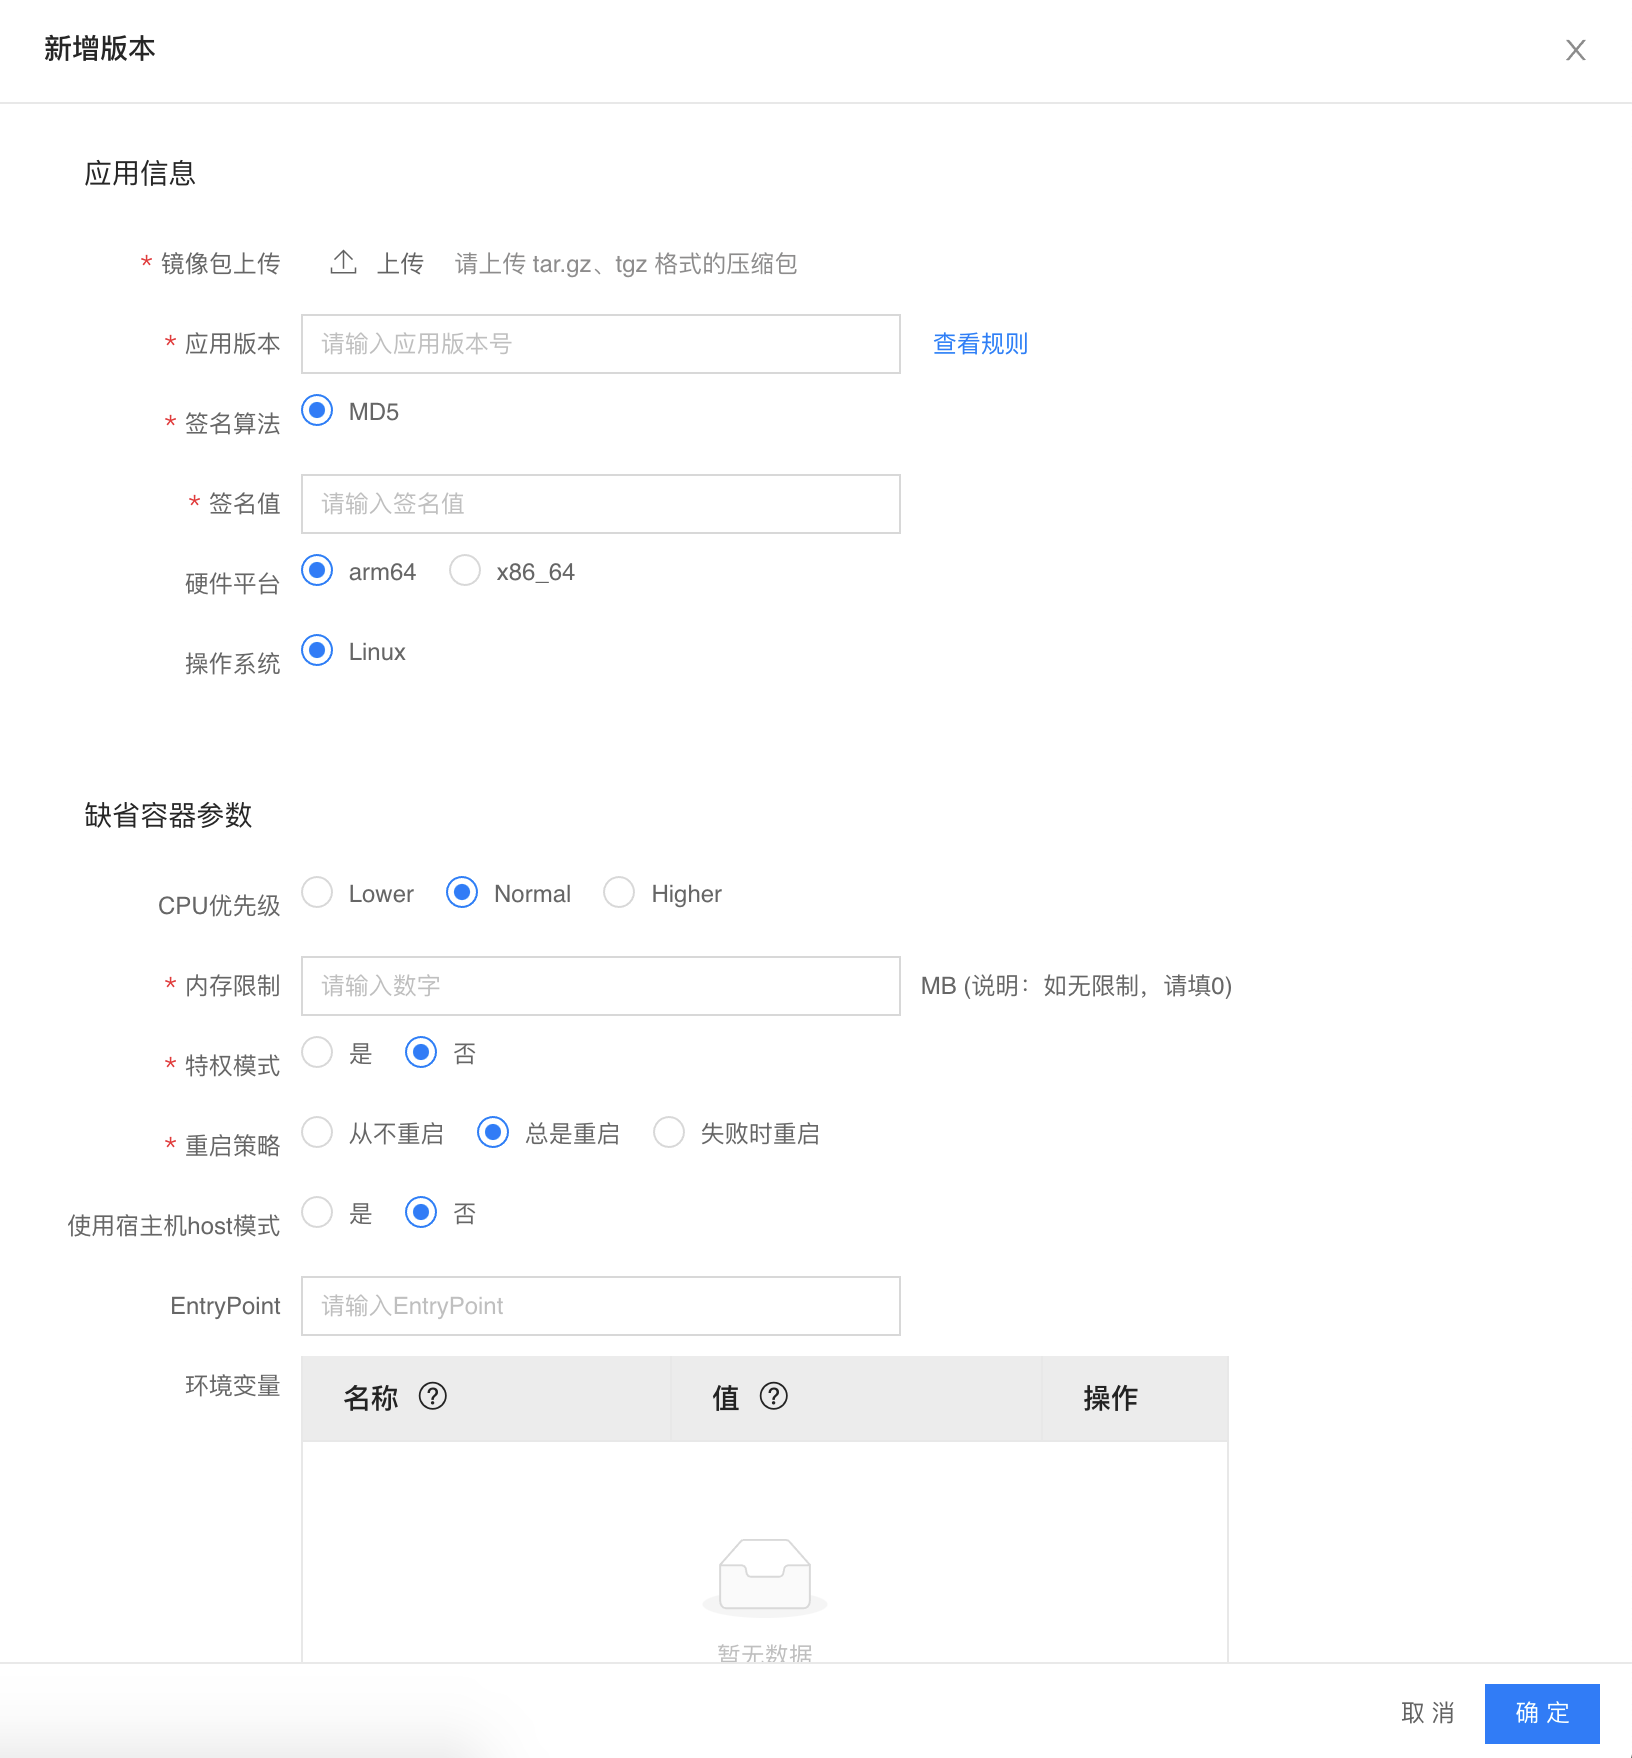 新增版本
应用信息
* 镜像包上传 上传 请上传 tar.gz、tgz 格式的压缩包
* 应用版本 请输入应用版本号 查看规则
* 签名算法 MD5
* 签名值 请输入签名值
硬件平台 arm64 x86_64
操作系统 Linux
缺省容器参数
CPU优先级 Lower Normal Higher
* 内存限制 请输入数字 MB (说明：如无限制，请填0)
* 特权模式 是 否
* 重启策略 从不重启 总是重启 失败时重启
使用宿主机host模式 是 否
EntryPoint 请输入EntryPoint
环境变量 名称 ? 值 ? 操作
暂无数据
取 消 确 定